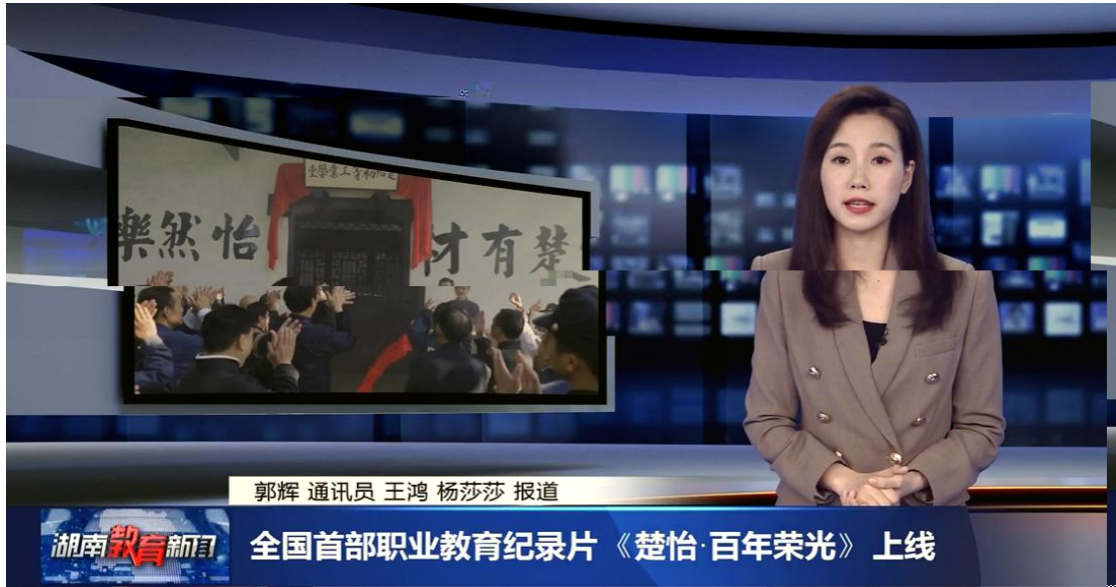 樂然怡
才有楚
郭辉 通讯员 王鸿 杨莎莎 报道
湖南教育新闻
全国首部职业教育纪录片《楚怡·百年荣光》上线